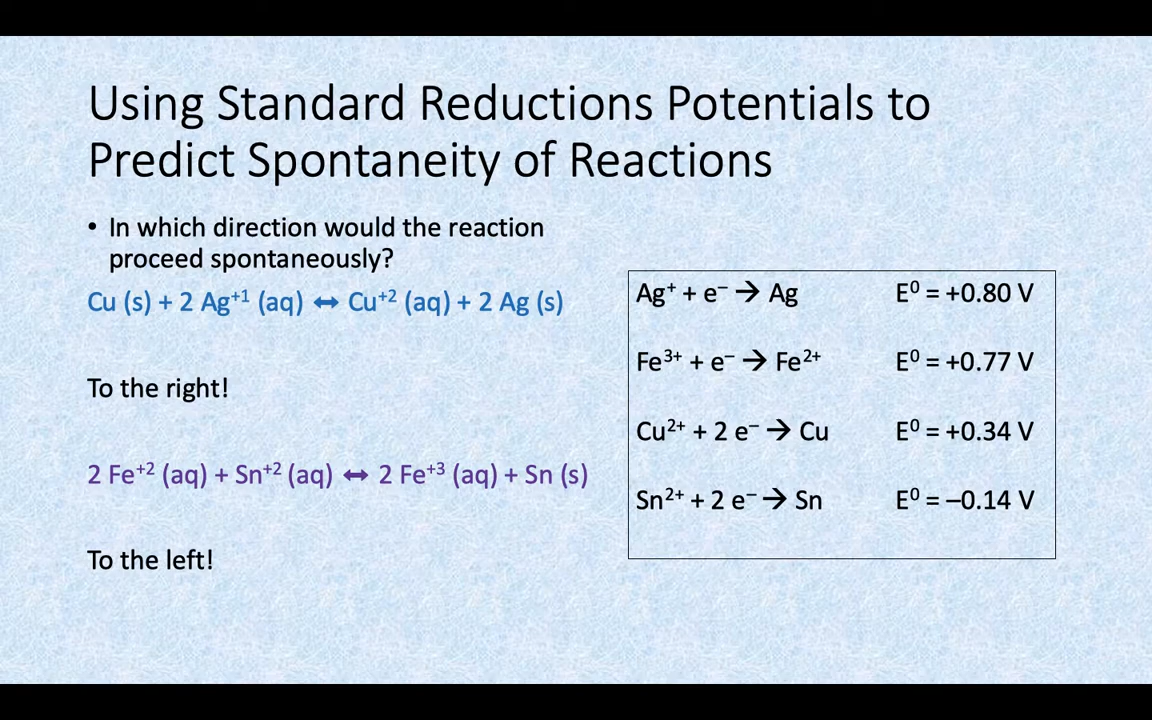 Using Standard Reductions Potentials to
Predict Spontaneity of Reactions
• In which direction would the reaction
proceed spontaneously?
Cu (s) + 2 Ag⁺¹ (aq) ↔ Cu⁺² (aq) + 2 Ag (s)
To the right!
2 Fe⁺² (aq) + Sn⁺² (aq) ↔ 2 Fe⁺³ (aq) + Sn (s)
To the left!
Ag⁺ + e⁻ → Ag E⁰ = +0.80 V
Fe³⁺ + e⁻ → Fe²⁺ E⁰ = +0.77 V
Cu²⁺ + 2 e⁻ → Cu E⁰ = +0.34 V
Sn²⁺ + 2 e⁻ → Sn E⁰ = –0.14 V